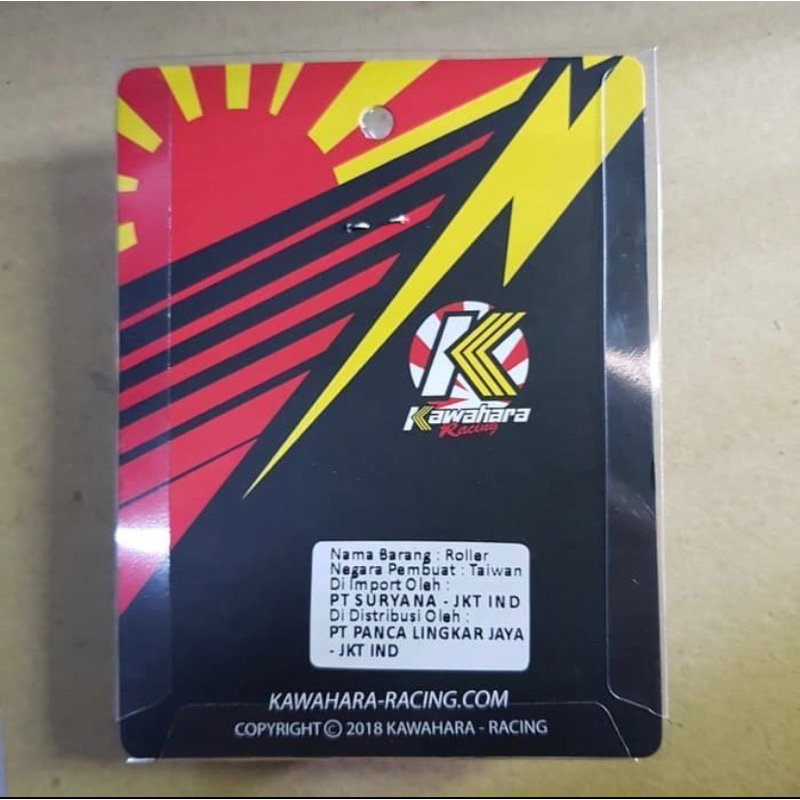 K
Kawahara
Racing
Nama Barang : Roller
Negara Pembuat : Taiwan
Di Import Oleh :
PT SURYANA - JKT IND
Di Distribusi Oleh :
PT PANCA LINGKAR JAYA
- JKT IND
KAWAHARA-RACING.COM
COPYRIGHT © 2018 KAWAHARA - RACING